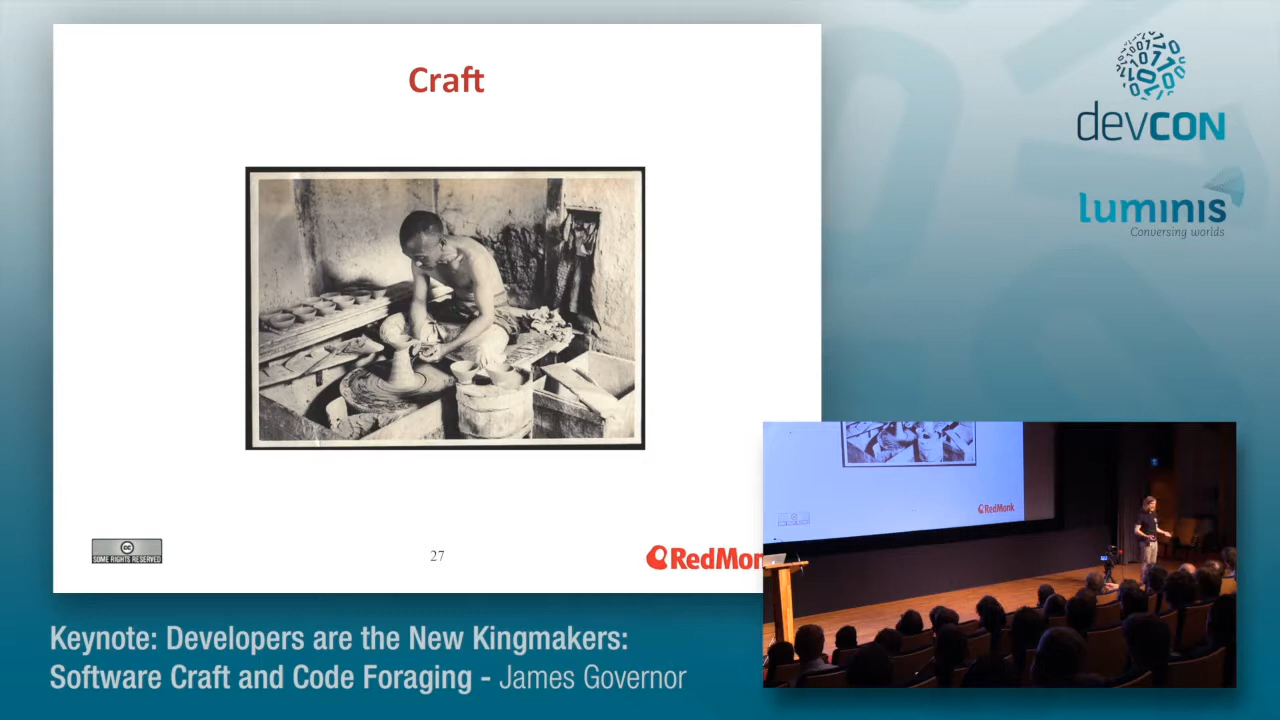 Craft
SOME RIGHTS RESERVED
27
RedMon
devCON
luminis
Conversing worlds
RedMonk
Keynote: Developers are the New Kingmakers:
Software Craft and Code Foraging - James Governor